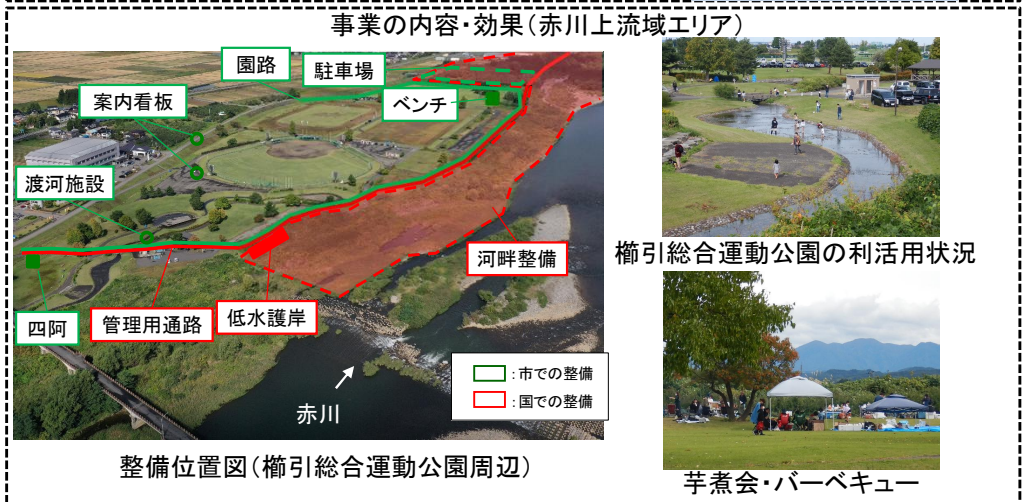 事業の内容・効果(赤川上流域エリア)
園路
駐車場
案内看板
ベンチ
渡河施設
河畔整備
四阿
管理用通路
低水護岸
赤川
:市での整備
:国での整備
整備位置図(櫛引総合運動公園周辺)
櫛引総合運動公園の利活用状況
芋煮会・バーベキュー